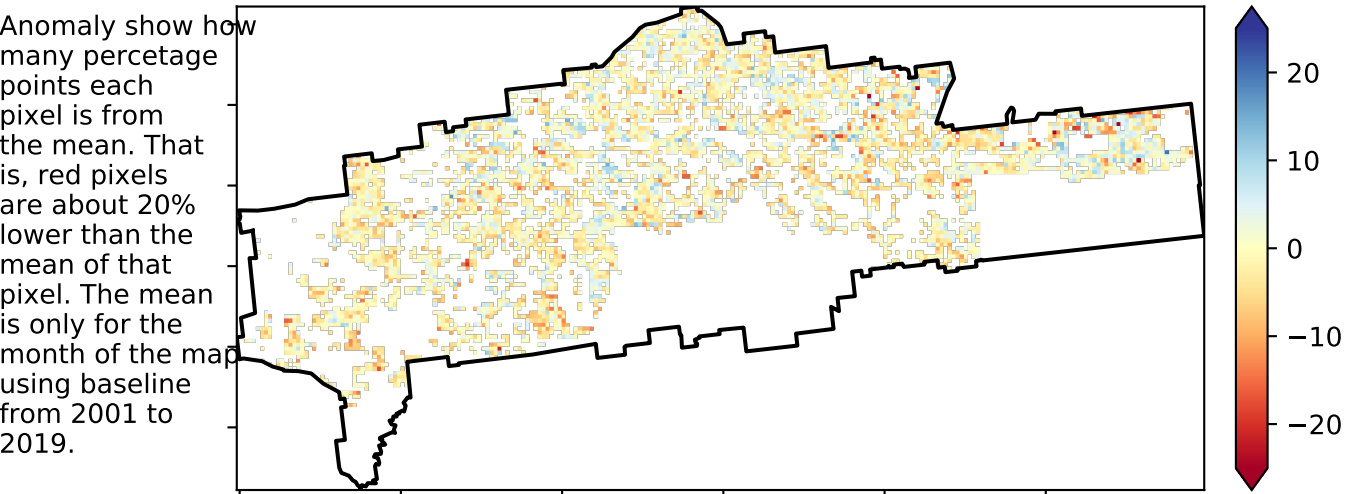 Anomaly show how
many percetage
points each
pixel is from
the mean. That
is, red pixels
are about 20%
lower than the
mean of that
pixel. The mean
is only for the
month of the map
using baseline
from 2001 to
2019.
20
10
0
−10
−20